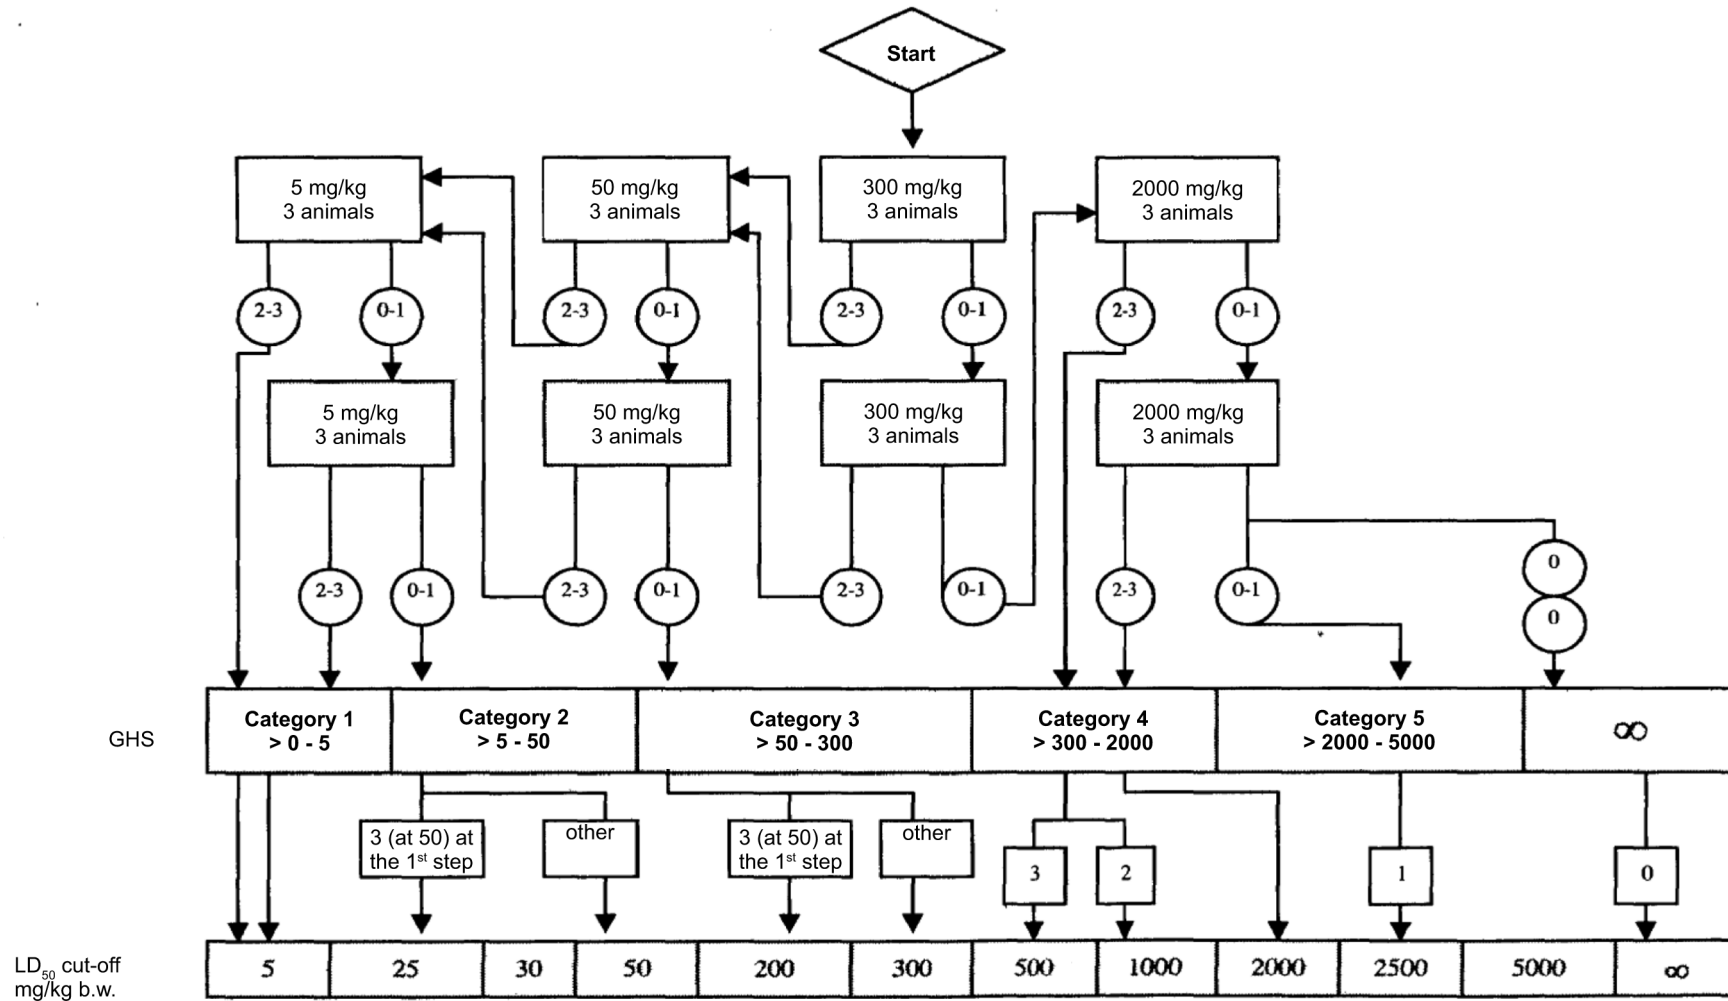 Start
5 mg/kg
3 animals
50 mg/kg
3 animals
300 mg/kg
3 animals
2000 mg/kg
3 animals
2-3
0-1
2-3
0-1
2-3
0-1
2-3
0-1
5 mg/kg
3 animals
50 mg/kg
3 animals
300 mg/kg
3 animals
2000 mg/kg
3 animals
2-3
0-1
2-3
0-1
2-3
0-1
2-3
0-1
0
0
GHS
Category 1
> 0 - 5
Category 2
> 5 - 50
Category 3
> 50 - 300
Category 4
> 300 - 2000
Category 5
> 2000 - 5000
∞
3 (at 50) at
the 1st step
other
3 (at 50) at
the 1st step
other
3
2
1
0
LD50 cut-off
mg/kg b.w.
5
25
30
50
200
300
500
1000
2000
2500
5000
∞